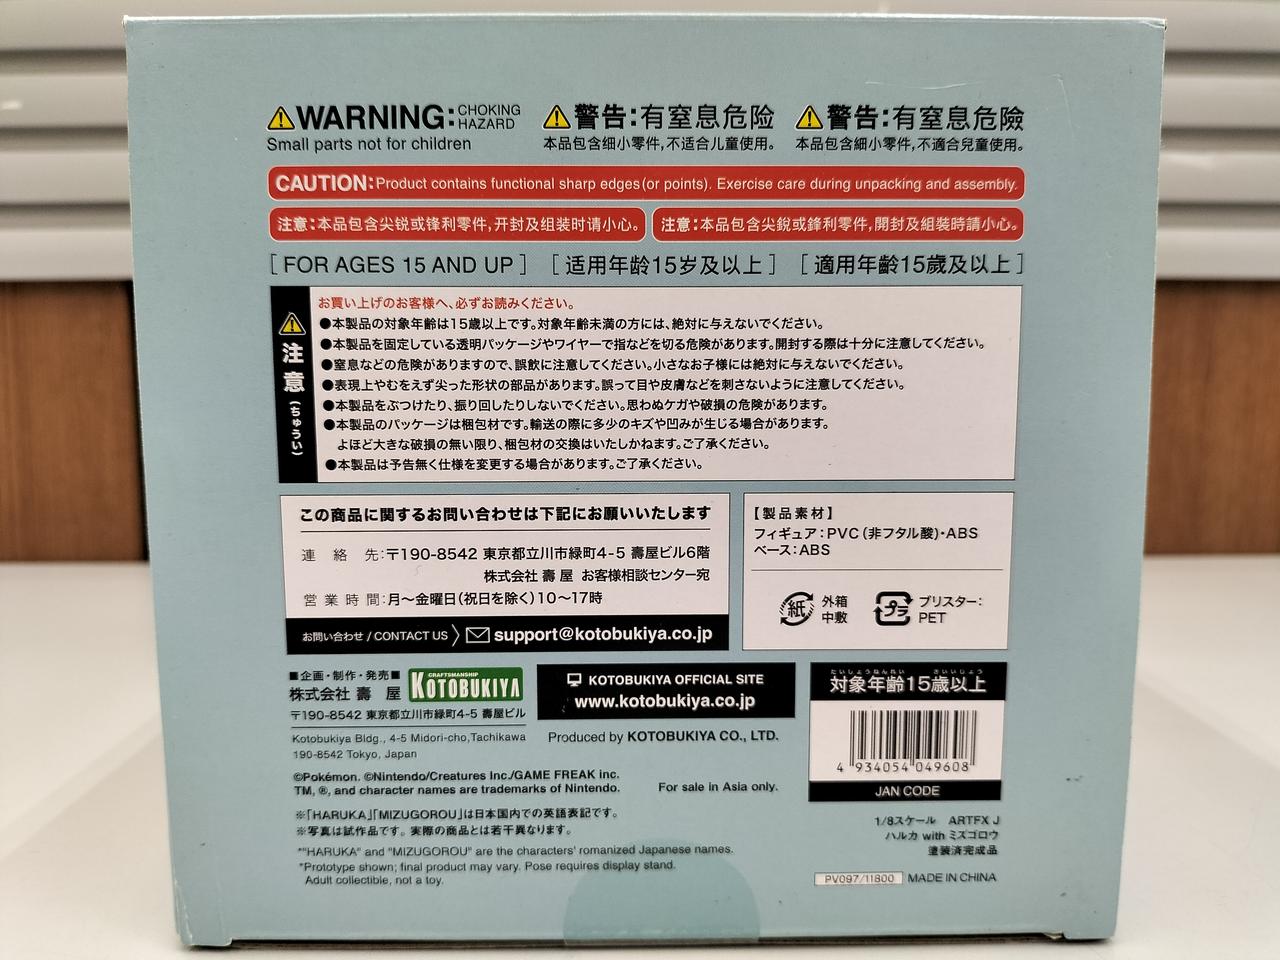 ⚠WARNING: CHOKING HAZARD
Small parts not for children
⚠警告:有窒息危险
本品包含细小零件,不适合儿童使用。
⚠警告:有窒息危險
本品包含細小零件,不適合兒童使用。
CAUTION:Product contains functional sharp edges(or points). Exercise care during unpacking and assembly.
注意:本品包含尖锐或锋利零件,开封及组装时请小心。
注意:本品包含尖銳或鋒利零件,開封及組裝時請小心。
[ FOR AGES 15 AND UP ] [ 适用年龄15岁及以上 ] [ 適用年齡15歲及以上 ]
⚠注意(ちゅうい)
お買い上げのお客様へ、必ずお読みください。
●本製品の対象年齢は15歳以上です。対象年齢未満の方には、絶対に与えないでください。
●本製品を固定している透明パッケージやワイヤーで指などを切る危険があります。開封する際は十分に注意してください。
●窒息などの危険がありますので、誤飲に注意してください。小さなお子様には絶対に与えないでください。
●表現上やむをえず尖った形状の部品があります。誤って目や皮膚などを刺さないように注意してください。
●本製品をぶつけたり、振り回したりしないでください。思わぬケガや破損の危険があります。
●本製品のパッケージは梱包材です。輸送の際に多少のキズや凹みが生じる場合があります。
よほど大きな破損の無い限り、梱包材の交換はいたしかねます。ご了承ください。
●本製品は予告無く仕様を変更する場合があります。ご了承ください。
この商品に関するお問い合わせは下記にお願いいたします
連絡先:〒190-8542 東京都立川市緑町4-5 壽屋ビル6階
株式会社 壽 屋 お客様相談センター宛
営業時間:月〜金曜日(祝日を除く)10〜17時
お問い合わせ / CONTACT US support@kotobukiya.co.jp
【製品素材】
フィギュア:PVC(非フタル酸)・ABS
ベース:ABS
紙 外箱 中敷
プラ ブリスター: PET
■企画・制作・発売■
株式会社 壽 屋
CRAFTSMANSHIP
KOTOBUKIYA
〒190-8542 東京都立川市緑町4-5 壽屋ビル
Kotobukiya Bldg., 4-5 Midori-cho,Tachikawa
190-8542 Tokyo, Japan
KOTOBUKIYA OFFICIAL SITE
www.kotobukiya.co.jp
Produced by KOTOBUKIYA CO., LTD.
©Pokémon. ©Nintendo/Creatures Inc./GAME FREAK inc.
TM, ®, and character names are trademarks of Nintendo.
For sale in Asia only.
※「HARUKA」「MIZUGOROU」は日本国内での英語表記です。
※写真は試作品です。実際の商品とは若干異なります。
*"HARUKA" and "MIZUGOROU" are the characters' romanized Japanese names.
*Prototype shown; final product may vary. Pose requires display stand.
Adult collectible, not a toy.
たいしょうねんれい さいいじょう
対象年齢15歳以上
4 934054 049608
JAN CODE
1/8スケール ARTFX J
ハルカ with ミズゴロウ
塗装済完成品
PV097/11800 MADE IN CHINA